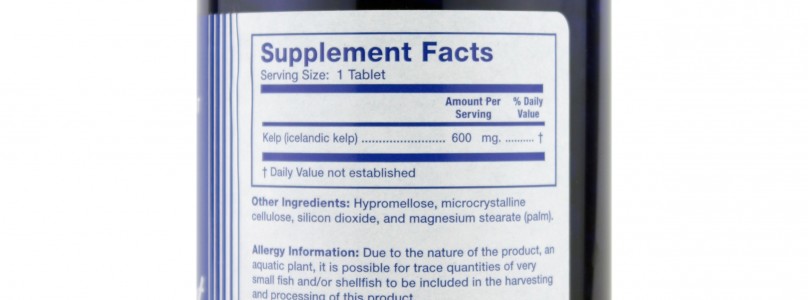 Supplement Facts
Serving Size: 1 Tablet
Amount Per Serving % Daily Value
Kelp (icelandic kelp) ........................ 600 mg. .......... †
† Daily Value not established
Other Ingredients: Hypromellose, microcrystalline
cellulose, silicon dioxide, and magnesium stearate (palm).
Allergy Information: Due to the nature of the product, an
aquatic plant, it is possible for trace quantities of very
small fish and/or shellfish to be included in the harvesting
and processing of this product.